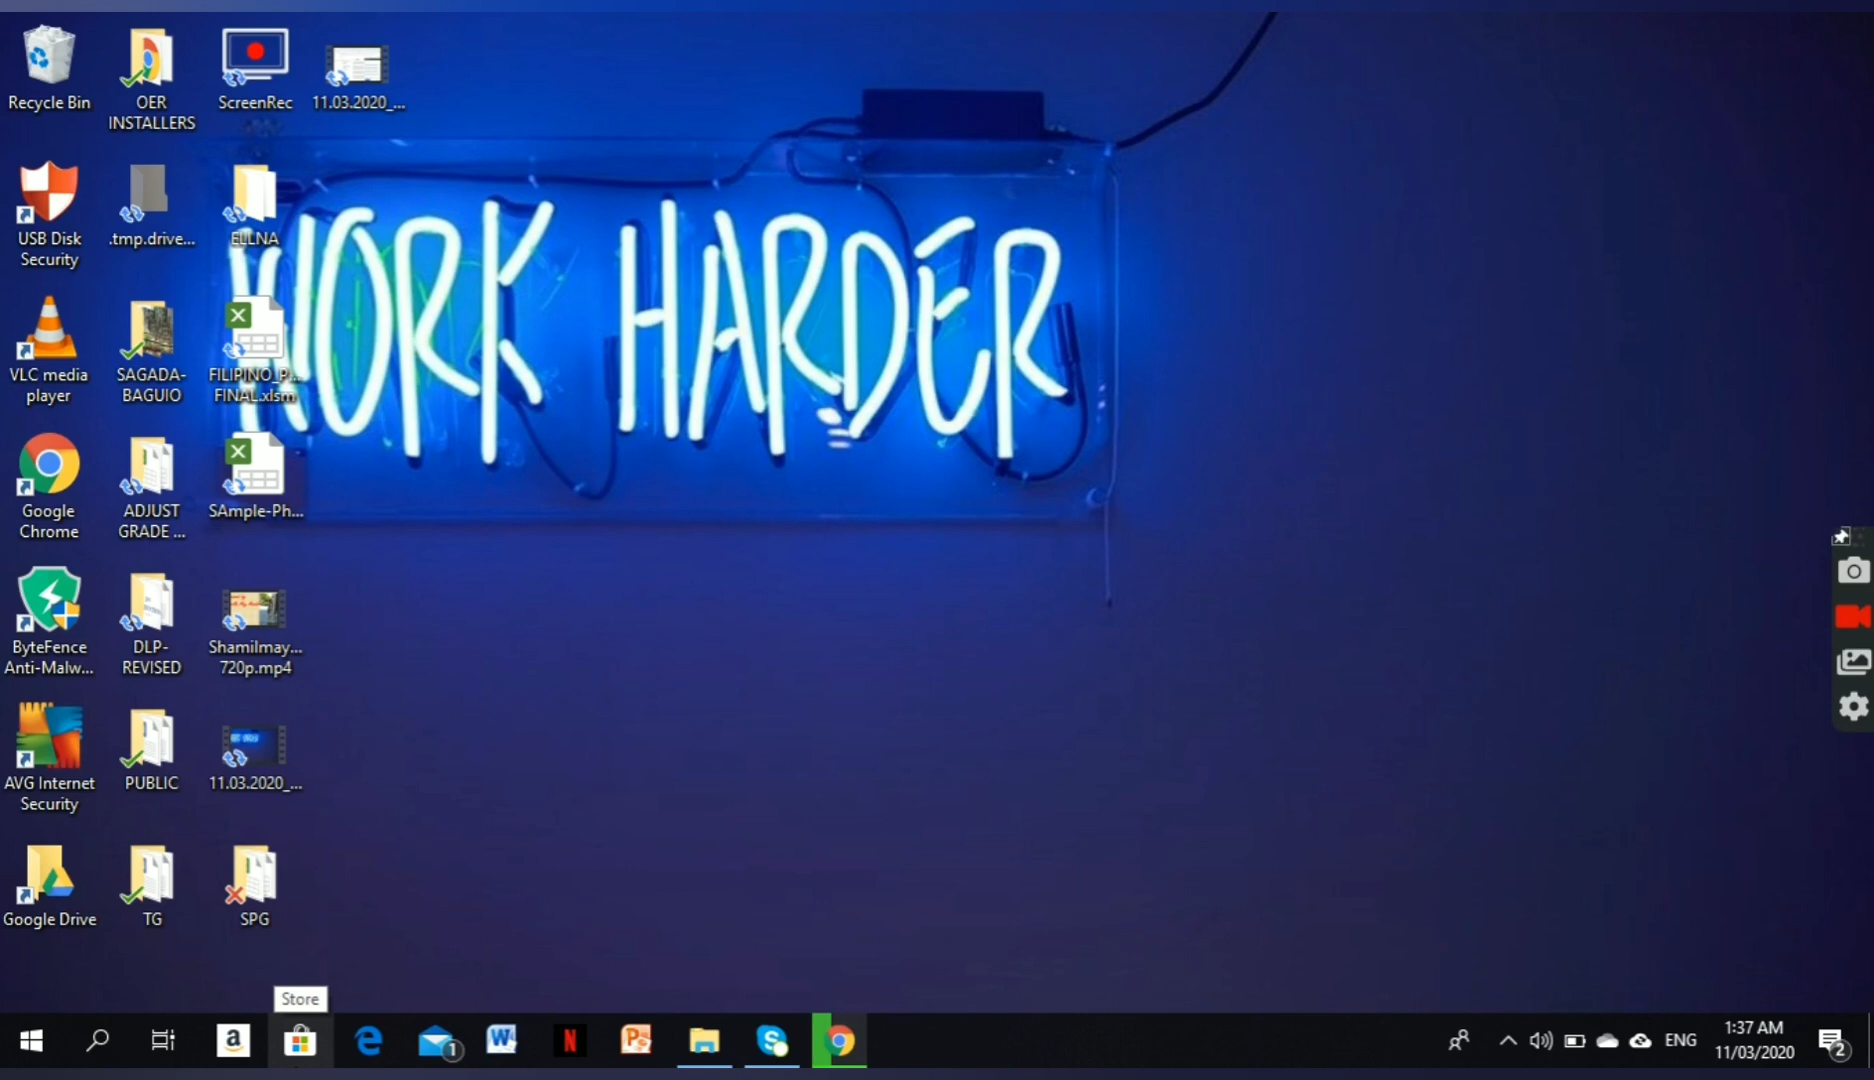 Recycle Bin
OER
INSTALLERS
ScreenRec
11.03.2020_...
USB Disk
Security
.tmp.drive...
ELLNA
WORK HARDER
VLC media
player
SAGADA-
BAGUIO
FILIPINO_P...
FINAL.xlsm
Google
Chrome
ADJUST
GRADE ...
SAmple-Ph...
ByteFence
Anti-Malw...
DLP-
REVISED
Shamilmay...
720p.mp4
AVG Internet
Security
PUBLIC
11.03.2020_...
Google Drive
TG
SPG
Store
a
1
W
N
P
S
ENG
1:37 AM
11/03/2020
2